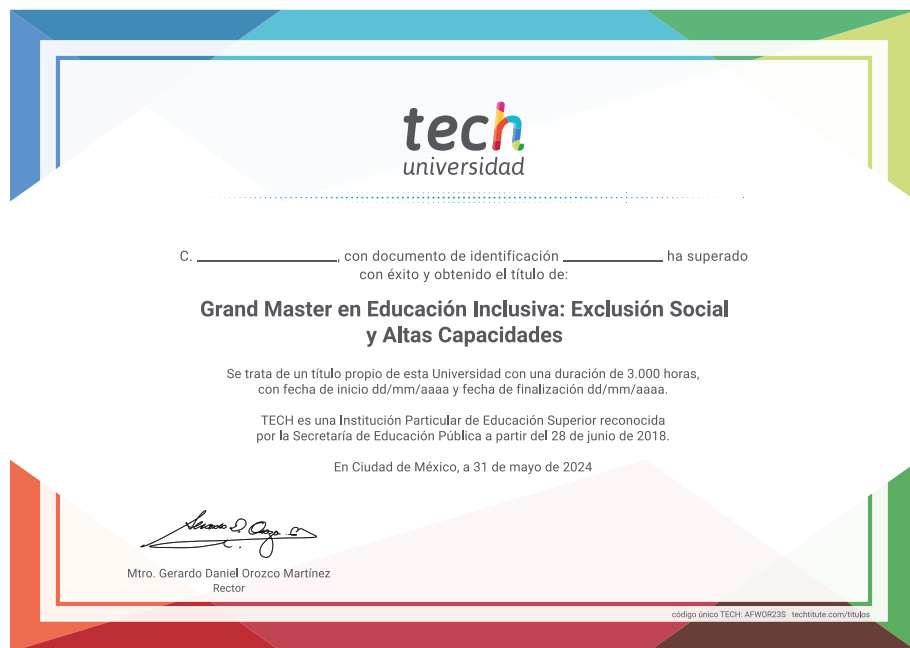 tech
universidad
C. ____________________, con documento de identificación ______________ ha superado
con éxito y obtenido el título de:
Grand Master en Educación Inclusiva: Exclusión Social
y Altas Capacidades
Se trata de un título propio de esta Universidad con una duración de 3.000 horas,
con fecha de inicio dd/mm/aaaa y fecha de finalización dd/mm/aaaa.
TECH es una Institución Particular de Educación Superior reconocida
por la Secretaría de Educación Pública a partir del 28 de junio de 2018.
En Ciudad de México, a 31 de mayo de 2024
Mtro. Gerardo Daniel Orozco Martínez
Rector
código único TECH: AFWOR23S techtitute.com/titulos